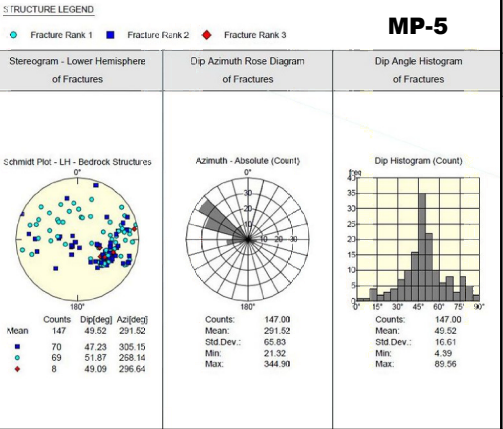 STRUCTURE LEGEND
Fracture Rank 1 Fracture Rank 2 Fracture Rank 3
MP-5
Stereogram - Lower Hemisphere
of Fractures
Dip Azimuth Rose Diagram
of Fractures
Dip Angle Histogram
of Fractures
Schmidt Plot - LH - Bedrock Structures
0°
180°
Counts Dip[deg] Azi[deg]
Mean 147 49.52 291.52
70 47.23 305.15
69 51.87 268.14
8 49.09 296.64
Azimuth - Absolute (Count)
0°
30
20
10
10 20 30
180°
Counts: 147.00
Mean: 291.52
Std.Dev.: 65.83
Min: 21.32
Max: 344.90
Dip Histogram (Count)
35
30
25
20
15
10
5
0° 15° 30° 45° 60° 75° 90°
Counts: 147.00
Mean: 49.52
Std.Dev.: 16.61
Min: 4.39
Max: 89.56